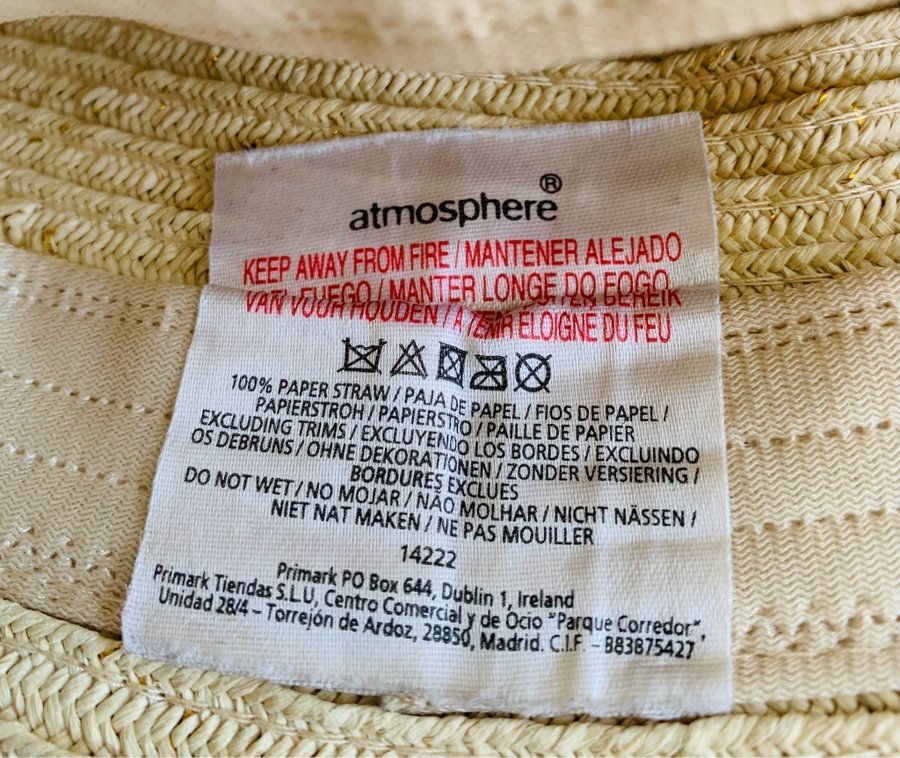 atmosphere®
KEEP AWAY FROM FIRE / MANTENER ALEJADO
FUEGO / MANTER LONGE DO FOGO
VAN VUUR HOUDEN / A TENIR ÉLOIGNÉ DU FEU
100% PAPER STRAW / PAJA DE PAPEL / FIOS DE PAPEL /
PAPIERSTROH / PAPIERSTRO / PAILLE DE PAPIER
EXCLUDING TRIMS / EXCLUYENDO LOS BORDES / EXCLUINDO
OS DEBRUNS / OHNE DEKORATIONEN / ZONDER VERSIERING /
BORDURES EXCLUES
DO NOT WET / NO MOJAR / NÃO MOLHAR / NICHT NÄSSEN /
NIET NAT MAKEN / NE PAS MOUILLER
14222
Primark PO Box 644, Dublin 1, Ireland
Primark Tiendas S.L.U, Centro Comercial y de Ocio "Parque Corredor",
Unidad 28/4 – Torrejón de Ardoz, 28850, Madrid. C.I.F. – B83875427